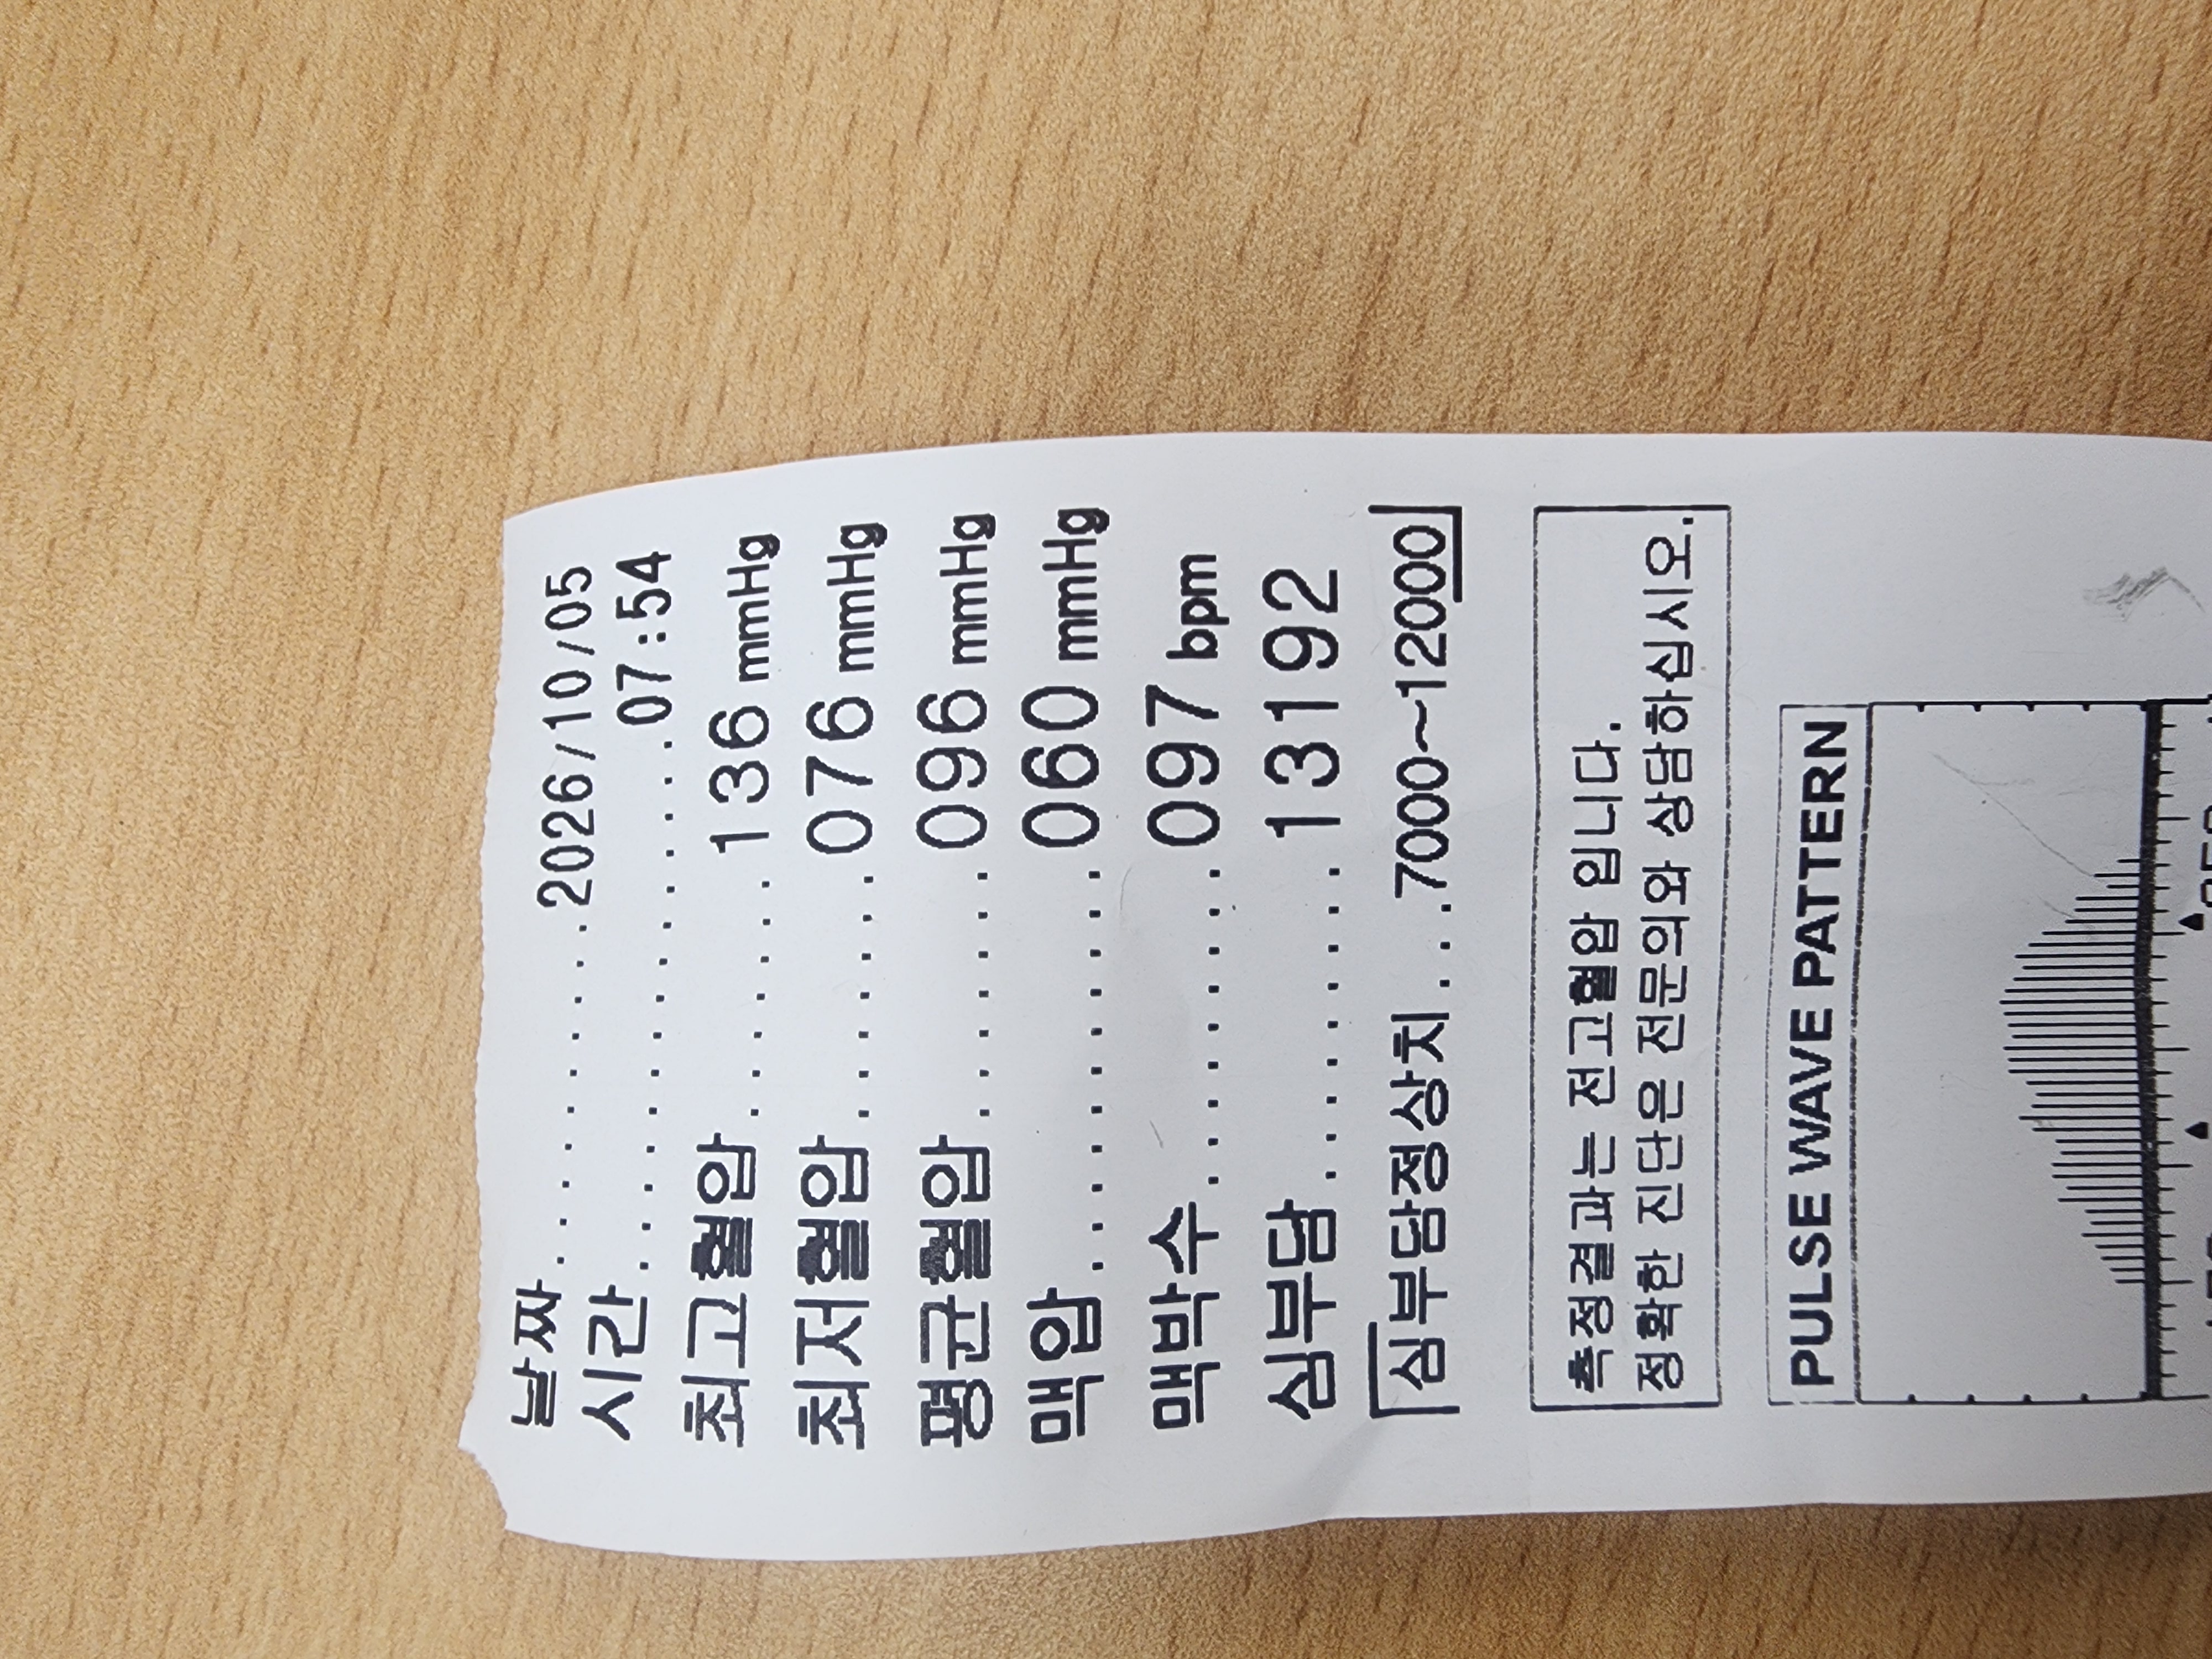 날짜............2026/10/05
시간................07:54
최고혈압.......136 mmHg
최저혈압.......076 mmHg
평균혈압.......096 mmHg
맥압...........060 mmHg
맥박수.........097 bpm
심부담.........13192
심부담정상치...7000~12000
측정결과는 전고혈압 입니다.
정확한 진단은 전문의와 상담하십시오.
PULSE WAVE PATTERN